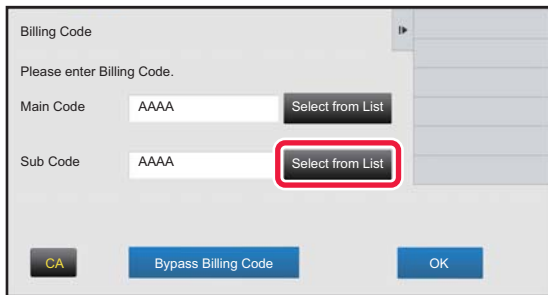 Billing Code
Please enter Billing Code.
Main Code AAAA Select from List
Sub Code AAAA Select from List
CA Bypass Billing Code OK